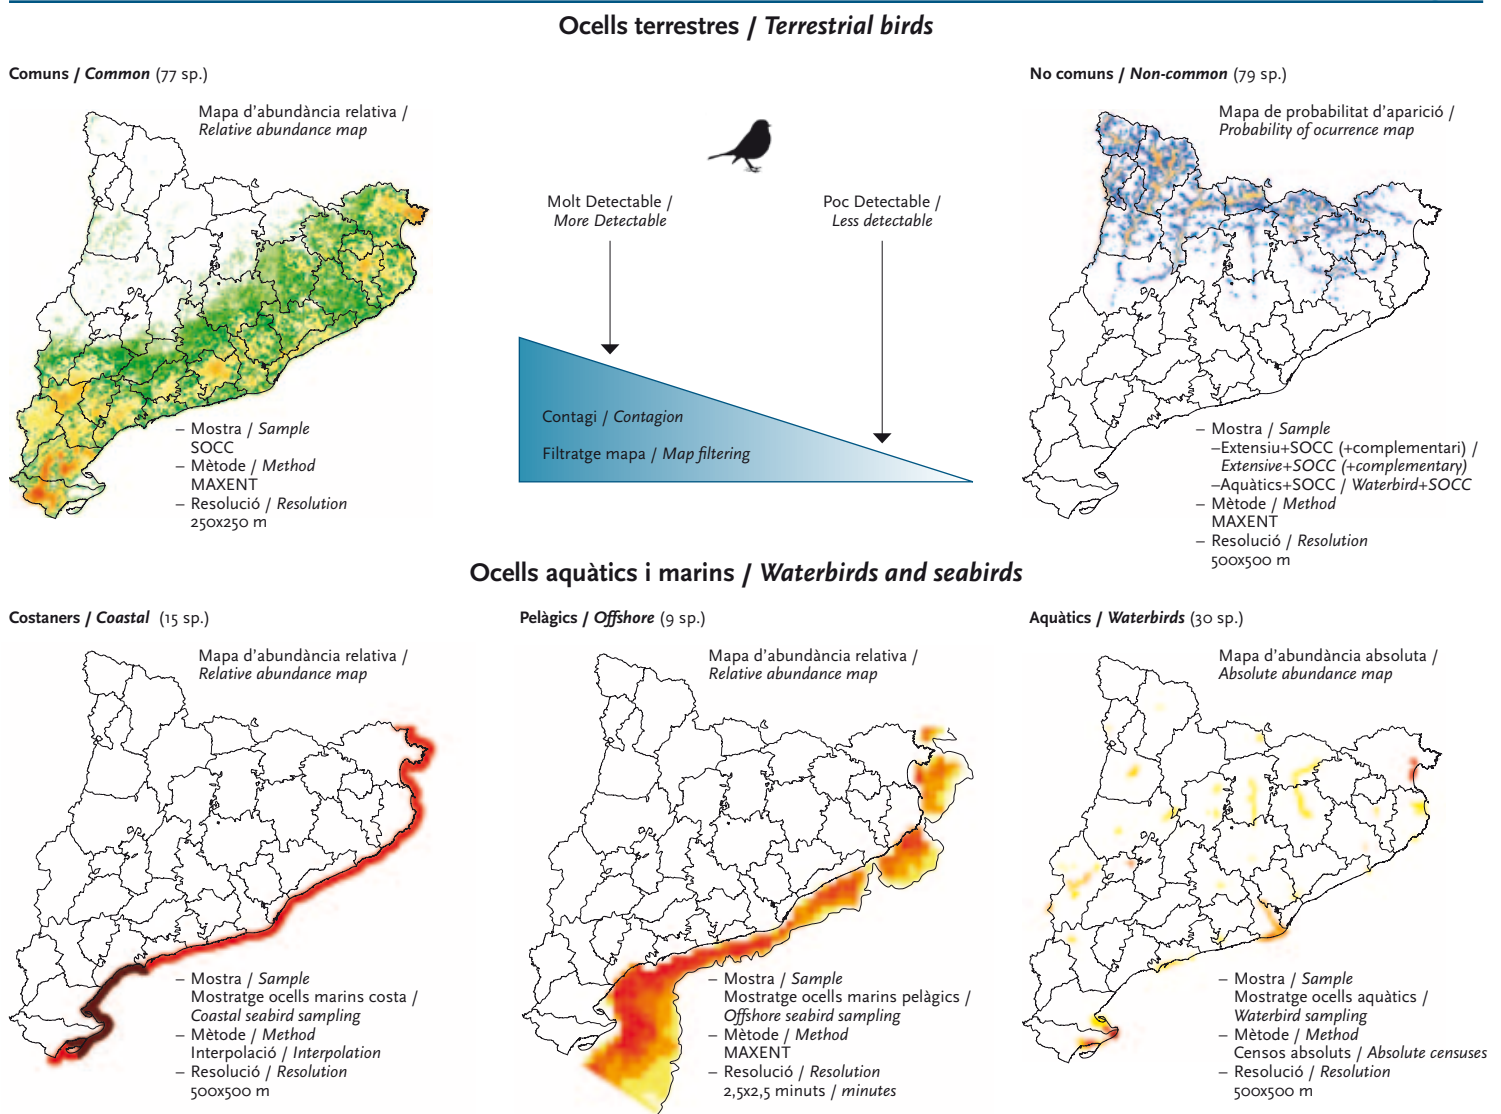 Ocells terrestres / Terrestrial birds
Comuns / Common (77 sp.)
Mapa d'abundància relativa /
Relative abundance map
– Mostra / Sample
SOCC
– Mètode / Method
MAXENT
– Resolució / Resolution
250x250 m
Molt Detectable /
More Detectable
Poc Detectable /
Less detectable
Contagi / Contagion
Filtratge mapa / Map filtering
No comuns / Non-common (79 sp.)
Mapa de probabilitat d'aparició /
Probability of ocurrence map
– Mostra / Sample
–Extensiu+SOCC (+complementari) /
Extensive+SOCC (+complementary)
–Aquàtics+SOCC / Waterbird+SOCC
– Mètode / Method
MAXENT
– Resolució / Resolution
500x500 m
Ocells aquàtics i marins / Waterbirds and seabirds
Costaners / Coastal (15 sp.)
Mapa d'abundància relativa /
Relative abundance map
– Mostra / Sample
Mostratge ocells marins costa /
Coastal seabird sampling
– Mètode / Method
Interpolació / Interpolation
– Resolució / Resolution
500x500 m
Pelàgics / Offshore (9 sp.)
Mapa d'abundància relativa /
Relative abundance map
– Mostra / Sample
Mostratge ocells marins pelàgics /
Offshore seabird sampling
– Mètode / Method
MAXENT
– Resolució / Resolution
2,5x2,5 minuts / minutes
Aquàtics / Waterbirds (30 sp.)
Mapa d'abundància absoluta /
Absolute abundance map
– Mostra / Sample
Mostratge ocells aquàtics /
Waterbird sampling
– Mètode / Method
Censos absoluts / Absolute censuses
– Resolució / Resolution
500x500 m